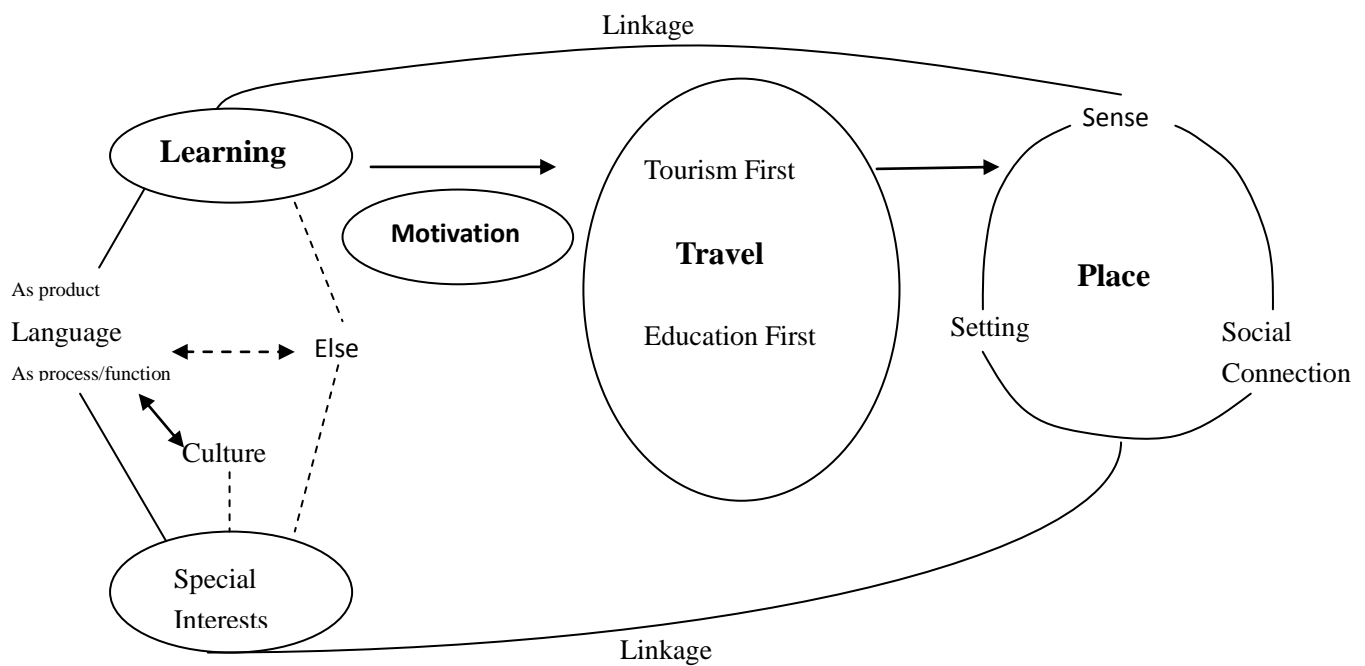 Linkage
Sense
Learning
Tourism First
Motivation
Travel
Place
As product
Language
Setting
Social
Connection
Education First
Else
As process/function
Culture
Special
Interests
Linkage